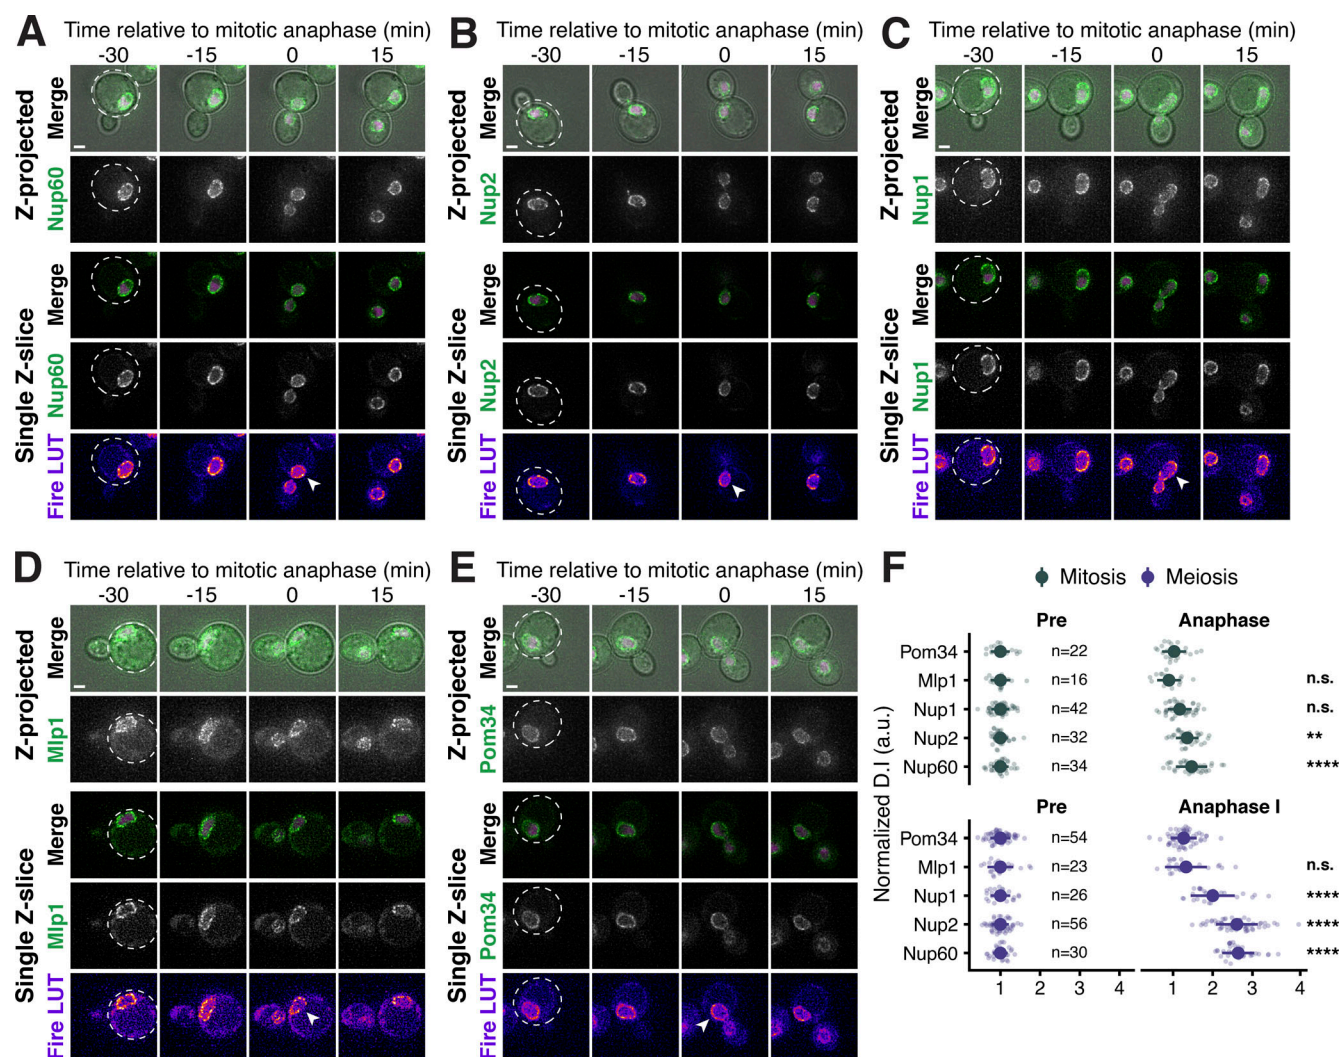 A
Time relative to mitotic anaphase (min)
-30 -15 0 15
Z-projected
Merge
Nup60
Single Z-slice
Merge
Nup60
Fire LUT
B
Time relative to mitotic anaphase (min)
-30 -15 0 15
Z-projected
Merge
Nup2
Single Z-slice
Merge
Nup2
Fire LUT
C
Time relative to mitotic anaphase (min)
-30 -15 0 15
Z-projected
Merge
Nup1
Single Z-slice
Merge
Nup1
Fire LUT
D
Time relative to mitotic anaphase (min)
-30 -15 0 15
Z-projected
Merge
Mlp1
Single Z-slice
Merge
Mlp1
Fire LUT
E
Time relative to mitotic anaphase (min)
-30 -15 0 15
Z-projected
Merge
Pom34
Single Z-slice
Merge
Pom34
Fire LUT
F
Mitosis Meiosis
Normalized D.I (a.u.)
Pre Anaphase
Pom34 n=22
Mlp1 n=16 n.s.
Nup1 n=42 n.s.
Nup2 n=32 **
Nup60 n=34 ****
Pre Anaphase I
Pom34 n=54
Mlp1 n=23 n.s.
Nup1 n=26 ****
Nup2 n=56 ****
Nup60 n=30 ****
1 2 3 4 1 2 3 4